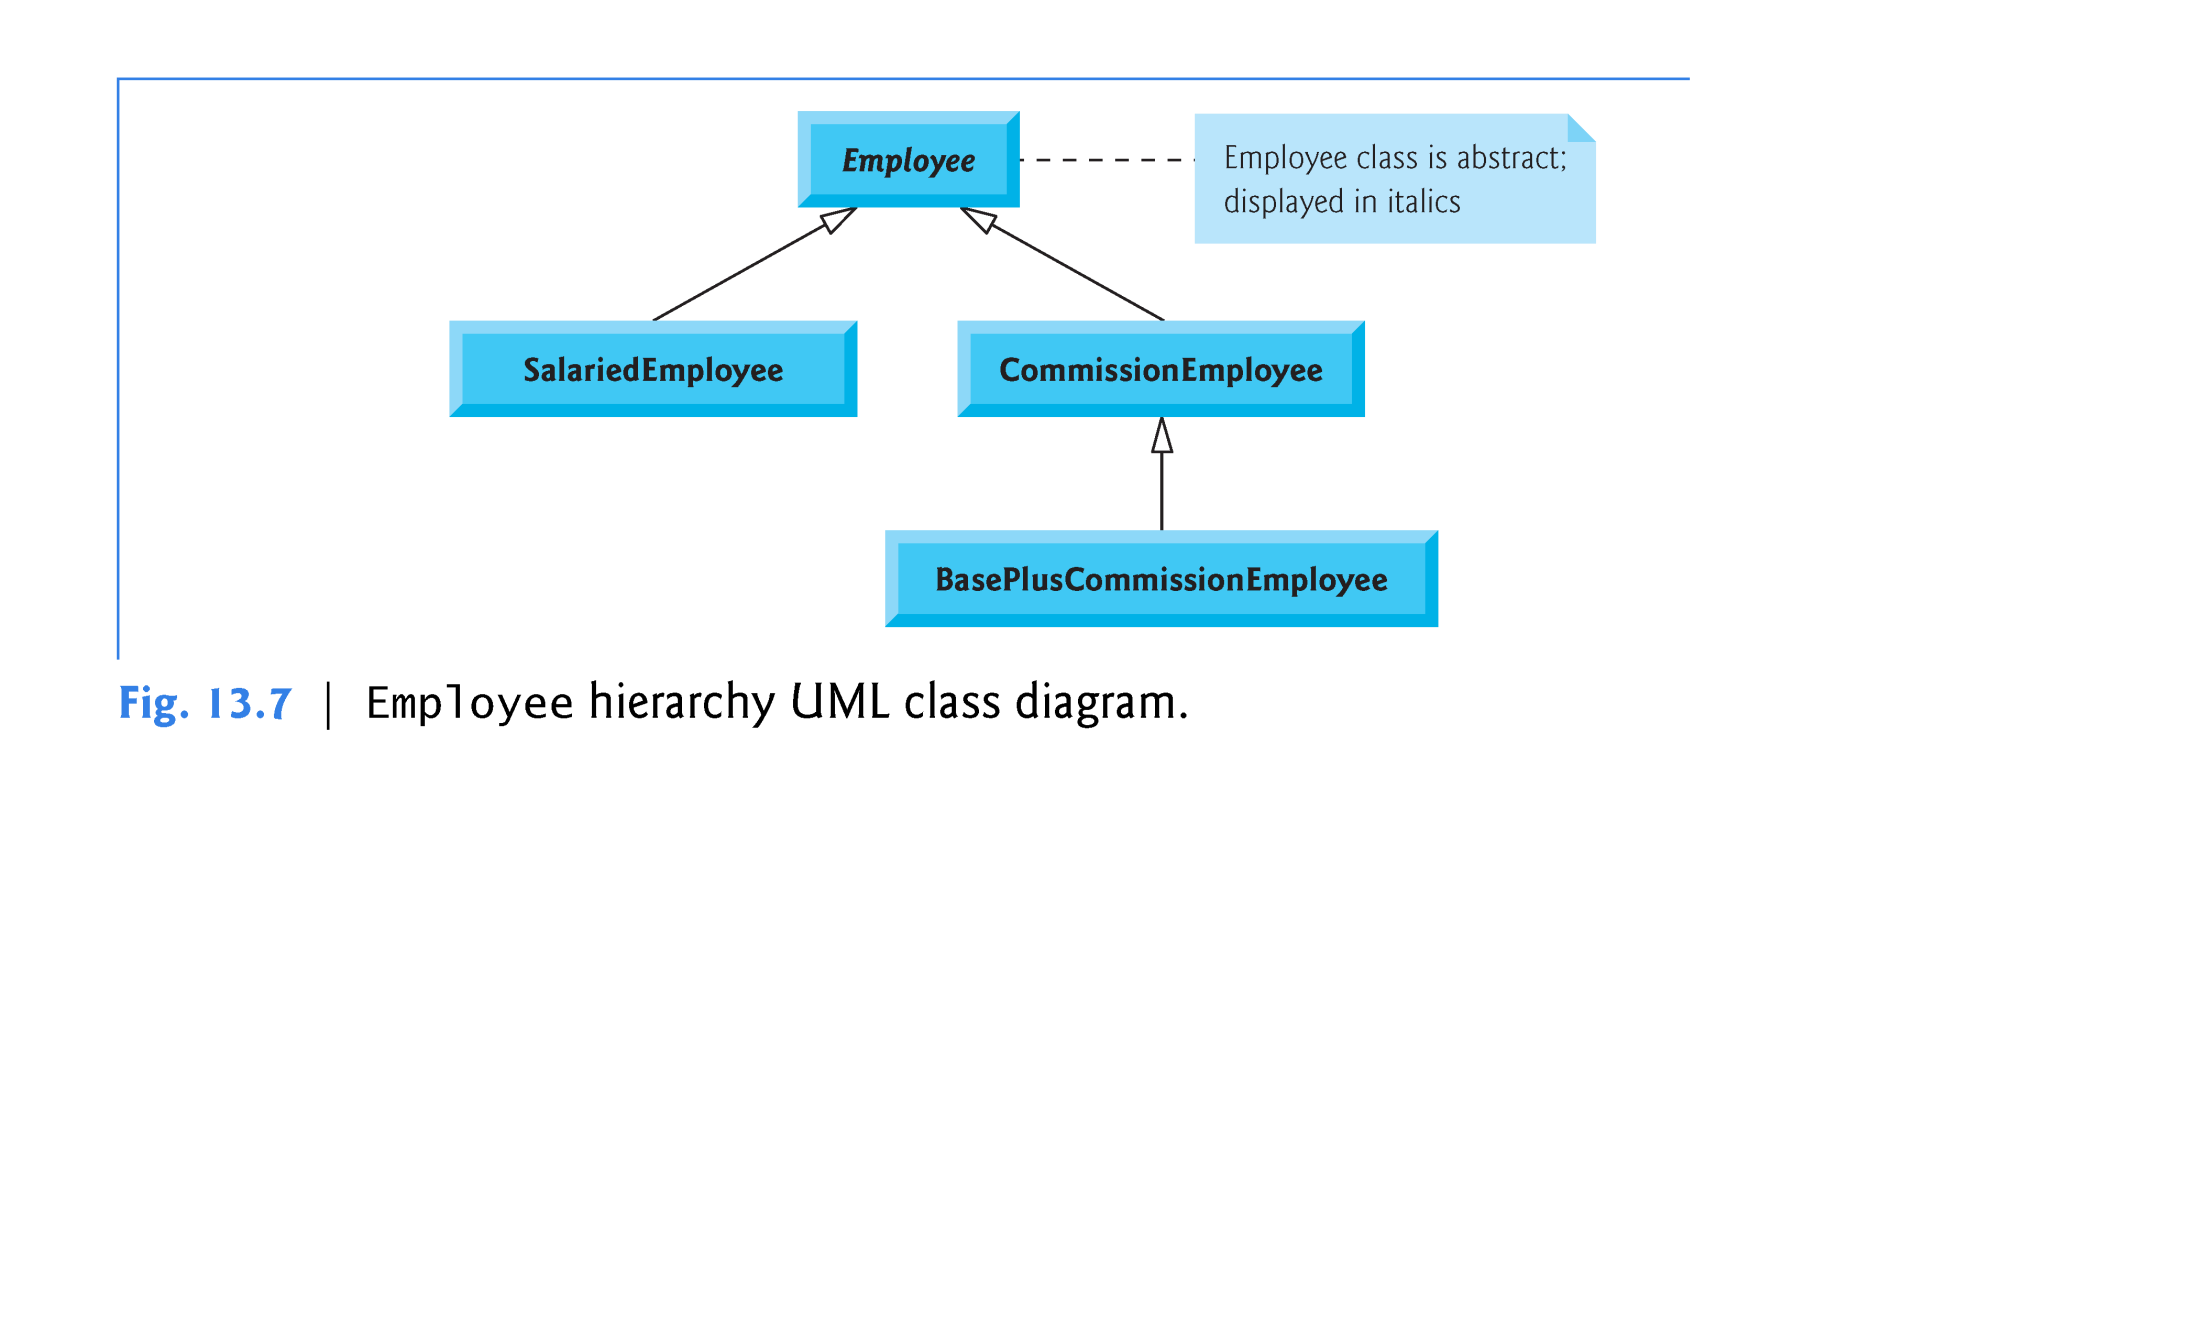 Employee
Employee class is abstract;
displayed in italics
SalariedEmployee
CommissionEmployee
BasePlusCommissionEmployee
Fig. 13.7 | Employee hierarchy UML class diagram.